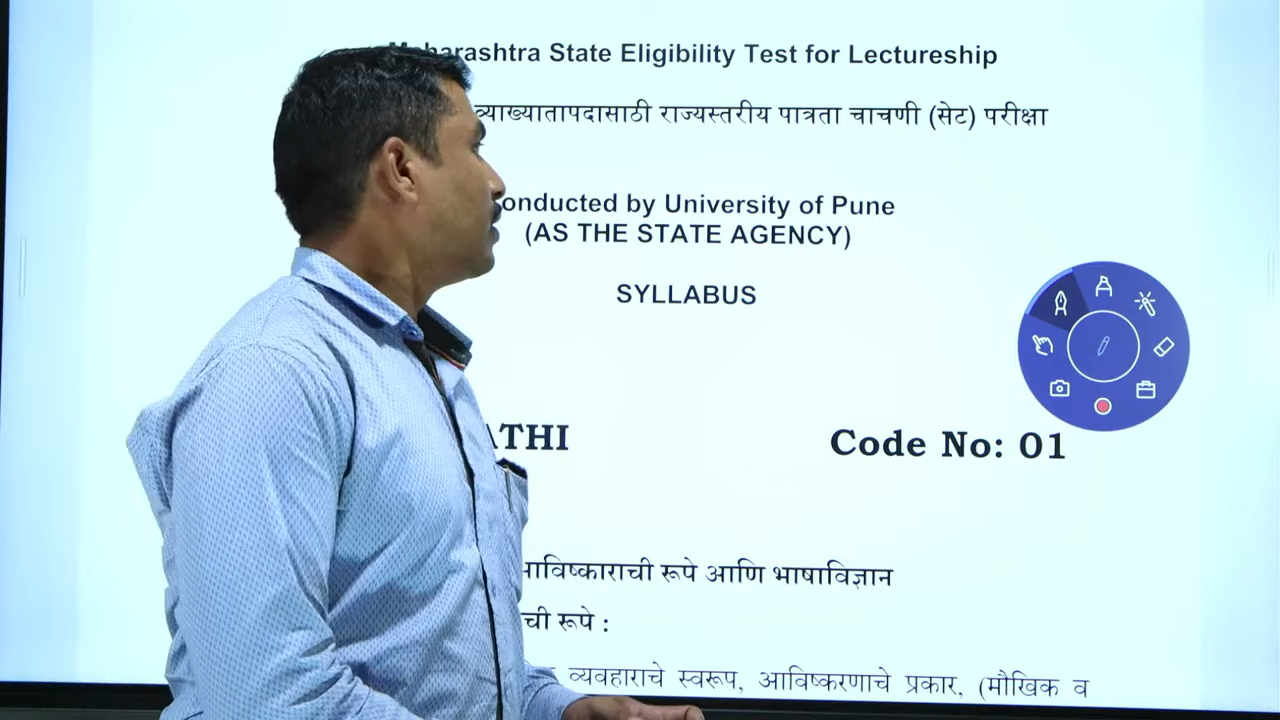 Maharashtra State Eligibility Test for Lectureship
व्याख्यातापदासाठी राज्यस्तरीय पात्रता चाचणी (सेट) परीक्षा
onducted by University of Pune
(AS THE STATE AGENCY)
SYLLABUS
ATHI Code No: 01
आविष्काराची रूपे आणि भाषाविज्ञान
ची रूपे :
व्यवहाराचे स्वरूप, आविष्करणाचे प्रकार, (मौखिक व